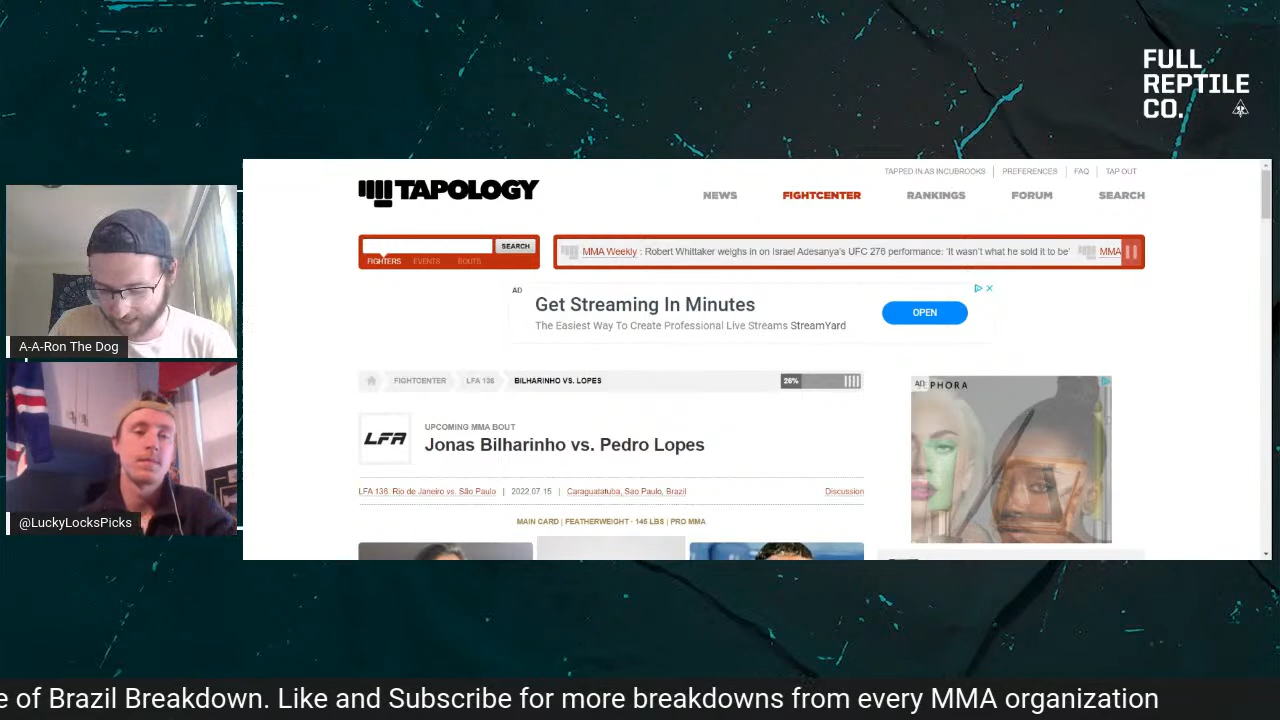 FULL
REPTILE
CO.
TAPOLOGY
TAPPED IN AS INCUBROOKS | PREFERENCES | FAQ | TAP OUT
NEWS FIGHTCENTER RANKINGS FORUM SEARCH
SEARCH
FIGHTERS EVENTS BOUTS
MMA Weekly : Robert Whittaker weighs in on Israel Adesanya's UFC 276 performance: 'It wasn't what he sold it to be' MMA
AD
Get Streaming In Minutes
The Easiest Way To Create Professional Live Streams StreamYard
OPEN
FIGHTCENTER LFA 136 BILHARINHO VS. LOPES 26%
AD PHORA
LFA
UPCOMING MMA BOUT
Jonas Bilharinho vs. Pedro Lopes
LFA 136: Rio de Janeiro vs. São Paulo | 2022.07.15 | Caraguatatuba, Sao Paulo, Brazil Discussion
MAIN CARD | FEATHERWEIGHT · 145 LBS | PRO MMA
A-A-Ron The Dog
@LuckyLocksPicks
e of Brazil Breakdown. Like and Subscribe for more breakdowns from every MMA organization